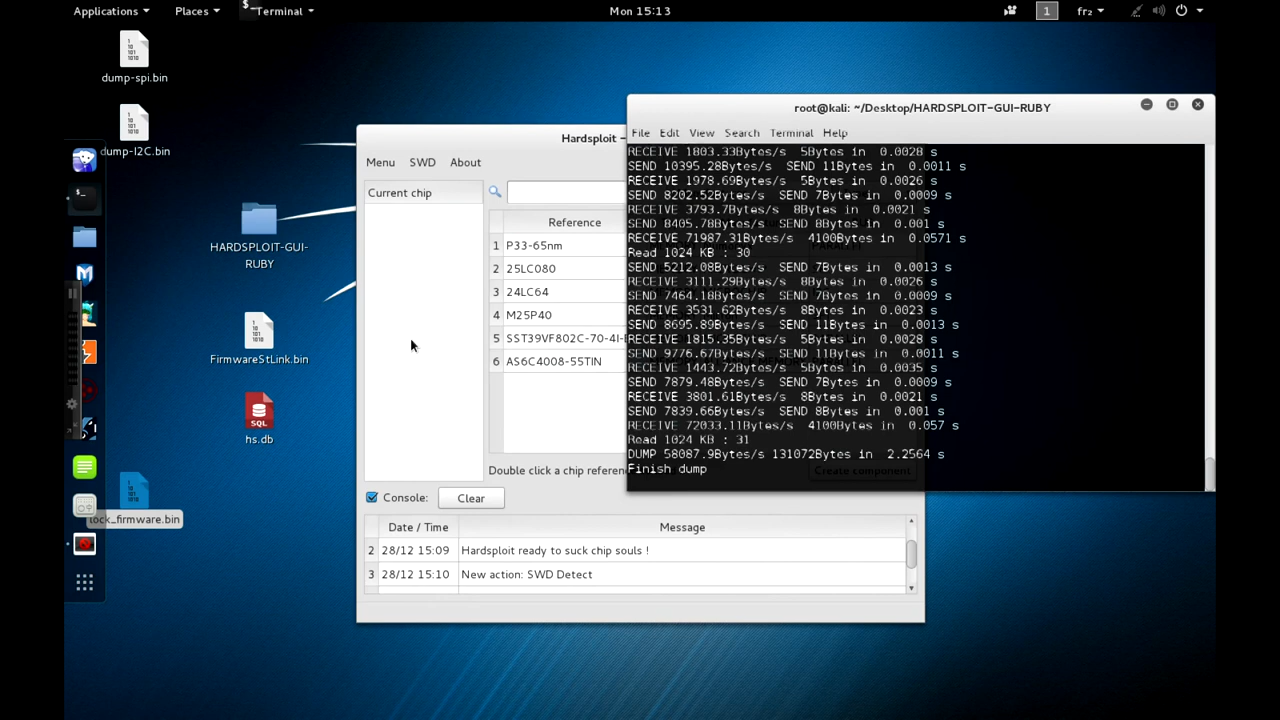 Applications Places Terminal Mon 15:13 1 fr₂
dump-spi.bin
dump-I2C.bin
HARDSPLOIT-GUI-
RUBY
FirmwareStLink.bin
SQL
hs.db
lock_firmware.bin
Hardsploit –
Menu SWD About
Current chip
Reference
1 P33-65nm
2 25LC080
3 24LC64
4 M25P40
5 SST39VF802C-70-4I-
6 AS6C4008-55TIN
Double click a chip referen
Create component
Console: Clear
Date / Time Message
2 28/12 15:09 Hardsploit ready to suck chip souls !
3 28/12 15:10 New action: SWD Detect
root@kali: ~/Desktop/HARDSPLOIT-GUI-RUBY
File Edit View Search Terminal Help
RECEIVE 1803.33Bytes/s 5Bytes in 0.0028 s
SEND 10395.28Bytes/s SEND 11Bytes in 0.0011 s
RECEIVE 1978.69Bytes/s 5Bytes in 0.0026 s
SEND 8202.52Bytes/s SEND 7Bytes in 0.0009 s
RECEIVE 3793.7Bytes/s 8Bytes in 0.0021 s
SEND 8405.78Bytes/s SEND 8Bytes in 0.001 s
RECEIVE 71987.31Bytes/s 4100Bytes in 0.0571 s
Read 1024 KB : 30
SEND 5212.08Bytes/s SEND 7Bytes in 0.0013 s
RECEIVE 3111.29Bytes/s 8Bytes in 0.0026 s
SEND 7464.18Bytes/s SEND 7Bytes in 0.0009 s
RECEIVE 3531.62Bytes/s 8Bytes in 0.0023 s
SEND 8695.89Bytes/s SEND 11Bytes in 0.0013 s
RECEIVE 1815.35Bytes/s 5Bytes in 0.0028 s
SEND 9776.67Bytes/s SEND 11Bytes in 0.0011 s
RECEIVE 1443.72Bytes/s 5Bytes in 0.0035 s
SEND 7879.48Bytes/s SEND 7Bytes in 0.0009 s
RECEIVE 3801.61Bytes/s 8Bytes in 0.0021 s
SEND 7839.66Bytes/s SEND 8Bytes in 0.001 s
RECEIVE 72033.11Bytes/s 4100Bytes in 0.057 s
Read 1024 KB : 31
DUMP 58087.9Bytes/s 131072Bytes in 2.2564 s
Finish dump